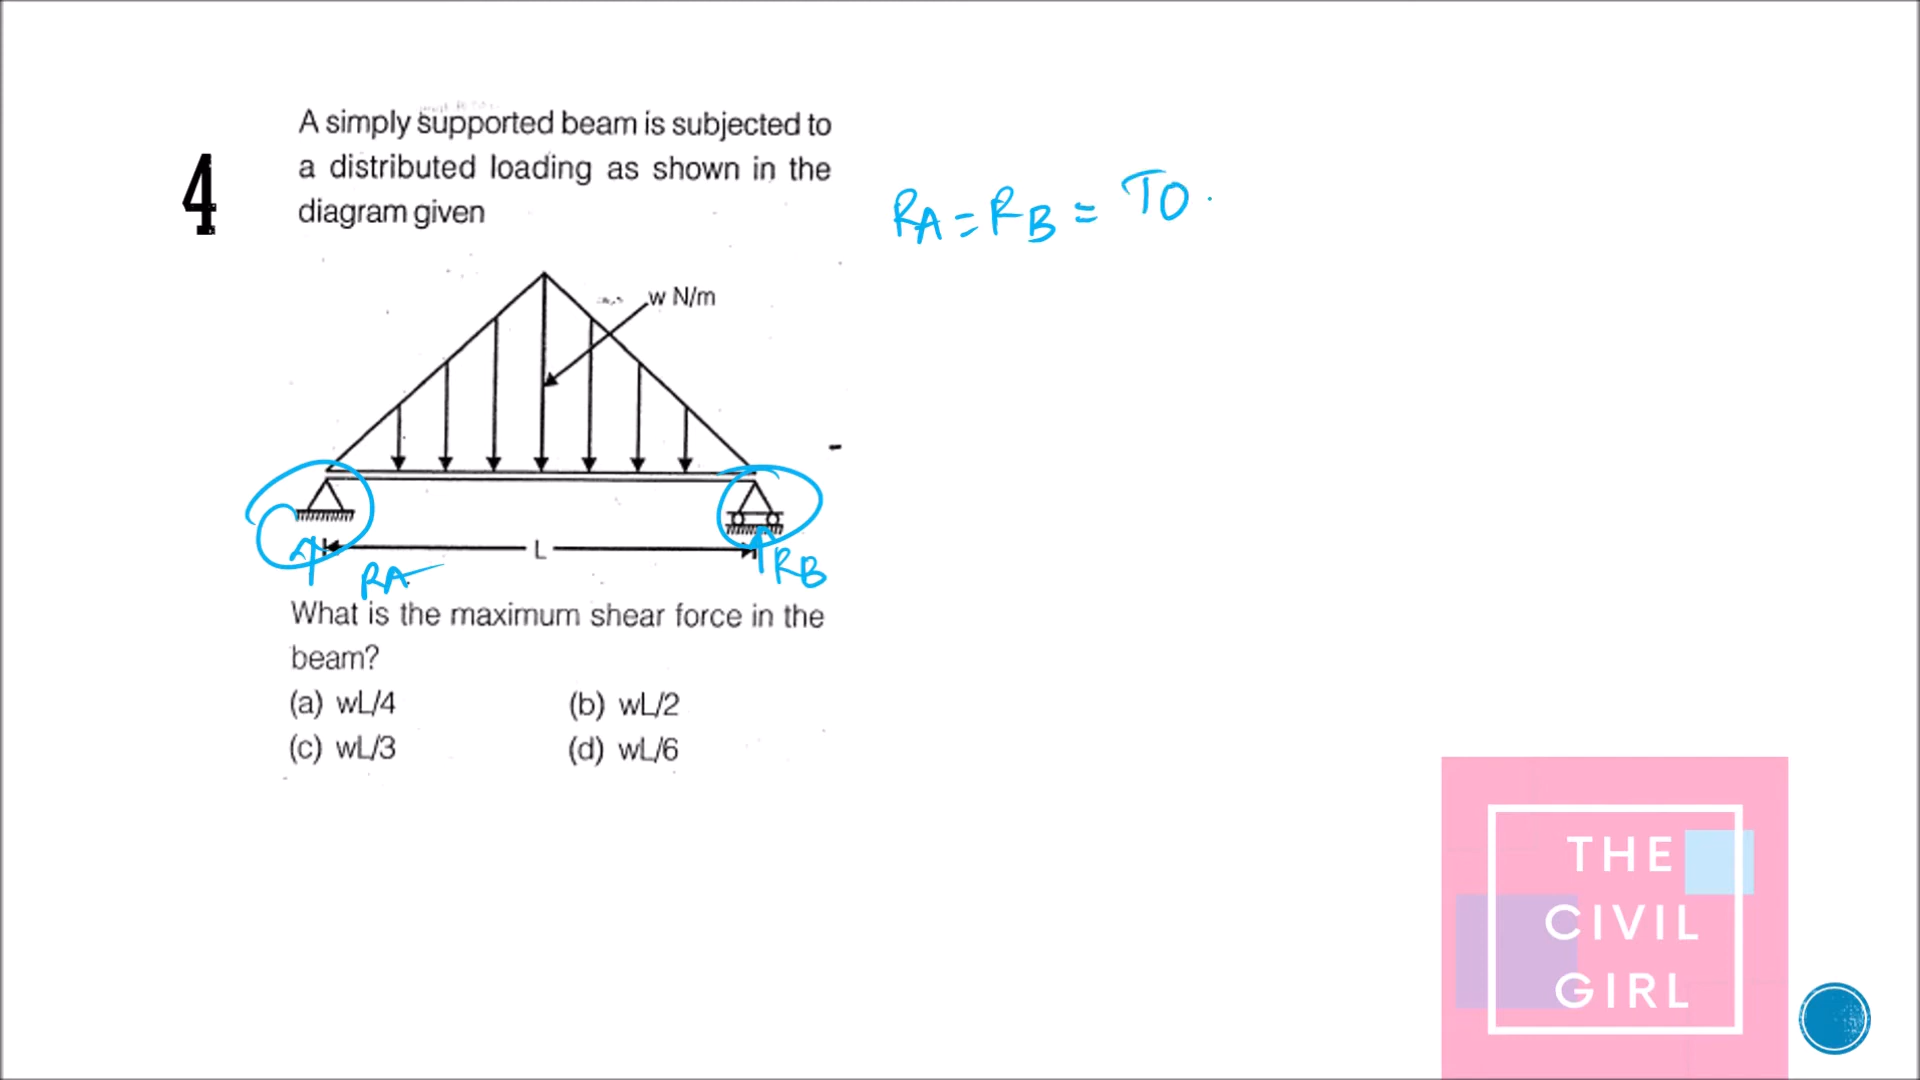 4
A simply supported beam is subjected to
a distributed loading as shown in the
diagram given
RA = RB = TO
w N/m
L
RA
RB
What is the maximum shear force in the
beam?
(a) wL/4
(b) wL/2
(c) wL/3
(d) wL/6
THE
CIVIL
GIRL